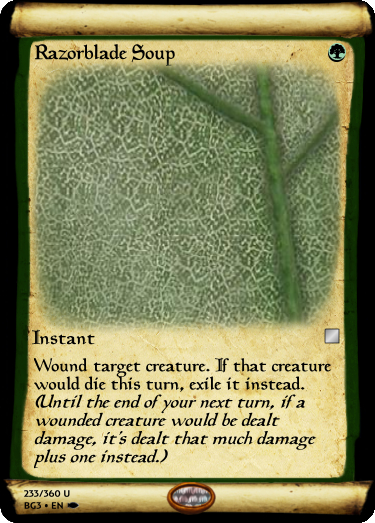 Razorblade Soup
Instant
Wound target creature. If that creature
would die this turn, exile it instead.
(Until the end of your next turn, if a
wounded creature would be dealt
damage, it's dealt that much damage
plus one instead.)
233/360 U
BG3 • EN